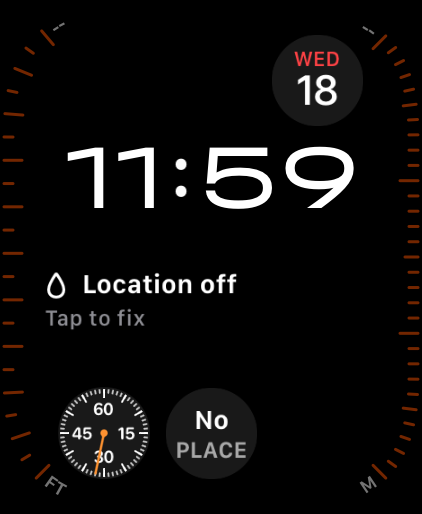 --
--
WED
18
11:59
Location off
Tap to fix
60
45
15
30
No
PLACE
FT
M